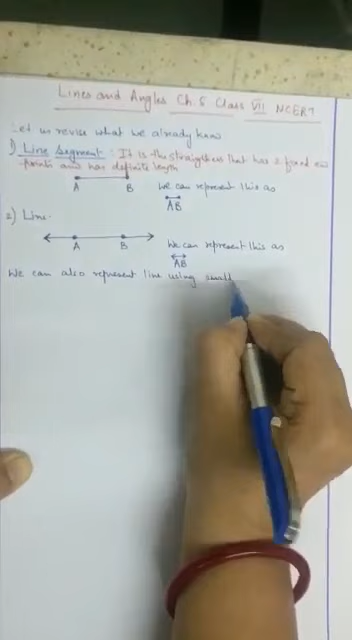 Lines and Angles Ch. 5 Class VII NCERT
Let us revise what we already know
1) Line Segment : It is the straightness that has 2 fixed end
points and has definite length
A B We can represent this as
AB
2) Line.
A B We can represent this as
AB
We can also represent line using small